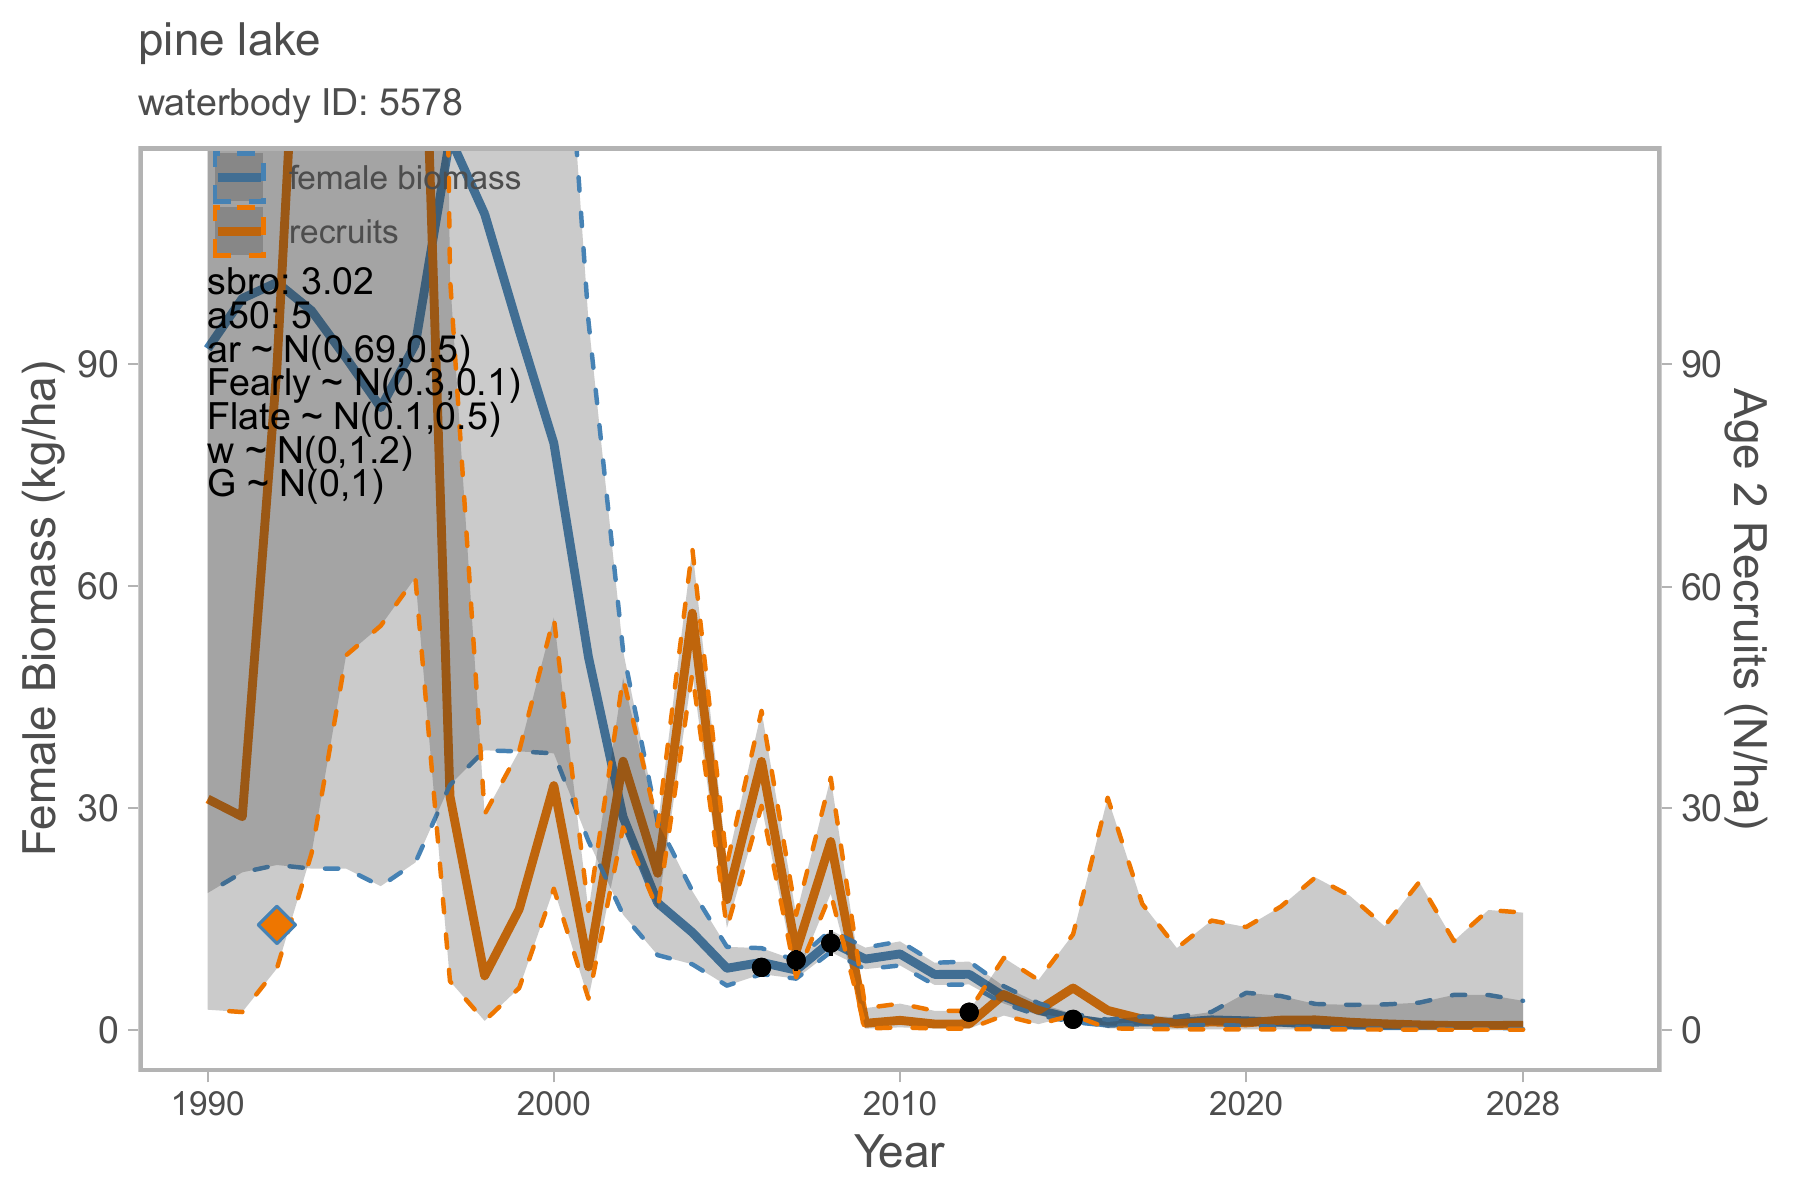 pine lake
waterbody ID: 5578
female biomass
recruits
sbro: 3.02
a50: 5
ar ~ N(0.69,0.5)
Fearly ~ N(0.3,0.1)
Flate ~ N(0.1,0.5)
w ~ N(0,1.2)
G ~ N(0,1)
Female Biomass (kg/ha)
90
60
30
0
90
60
30
0
Age 2 Recruits (N/ha)
1990
2000
2010
2020
2028
Year